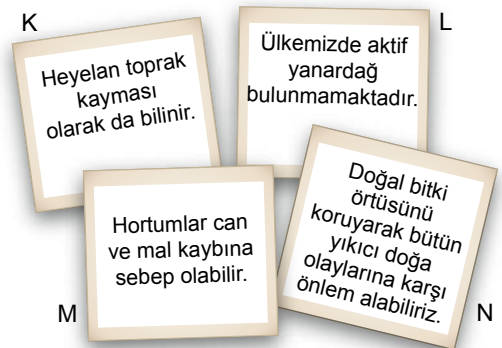 K
Heyelan toprak
kayması
olarak da bilinir.
L
Ülkemizde aktif
yanardağ
bulunmamaktadır.
M
Hortumlar can
ve mal kaybına
sebep olabilir.
N
Doğal bitki
örtüsünü
koruyarak bütün
yıkıcı doğa
olaylarına karşı
önlem alabiliriz.